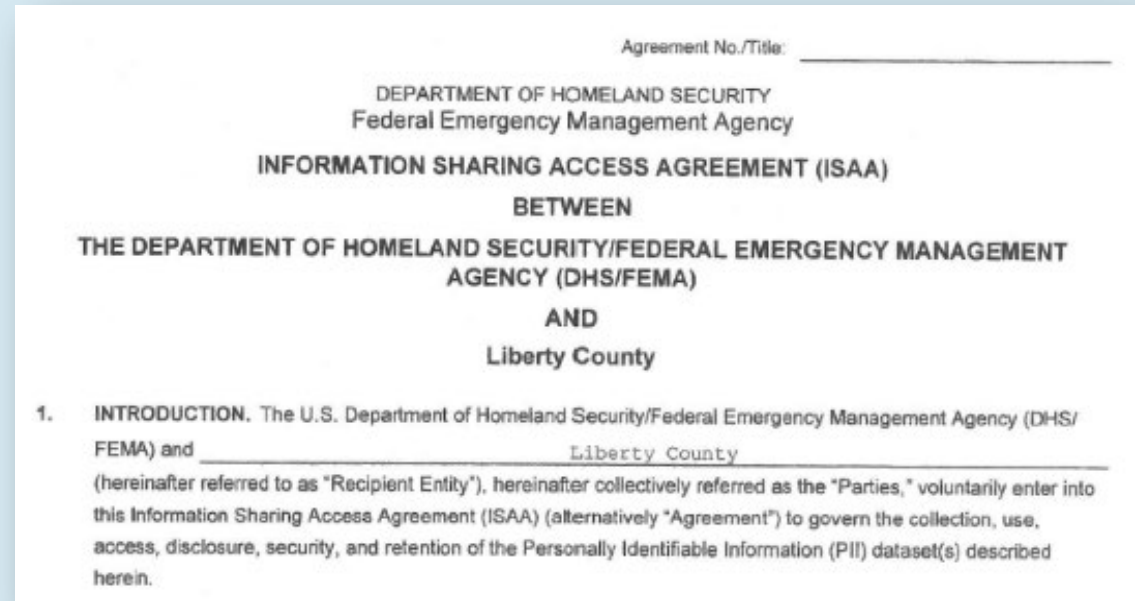 Agreement No./Title:
DEPARTMENT OF HOMELAND SECURITY
Federal Emergency Management Agency
INFORMATION SHARING ACCESS AGREEMENT (ISAA)
BETWEEN
THE DEPARTMENT OF HOMELAND SECURITY/FEDERAL EMERGENCY MANAGEMENT
AGENCY (DHS/FEMA)
AND
Liberty County
1. INTRODUCTION. The U.S. Department of Homeland Security/Federal Emergency Management Agency (DHS/
FEMA) and Liberty County
(hereinafter referred to as "Recipient Entity"), hereinafter collectively referred as the "Parties," voluntarily enter into
this Information Sharing Access Agreement (ISAA) (alternatively "Agreement") to govern the collection, use,
access, disclosure, security, and retention of the Personally Identifiable Information (PII) dataset(s) described
herein.